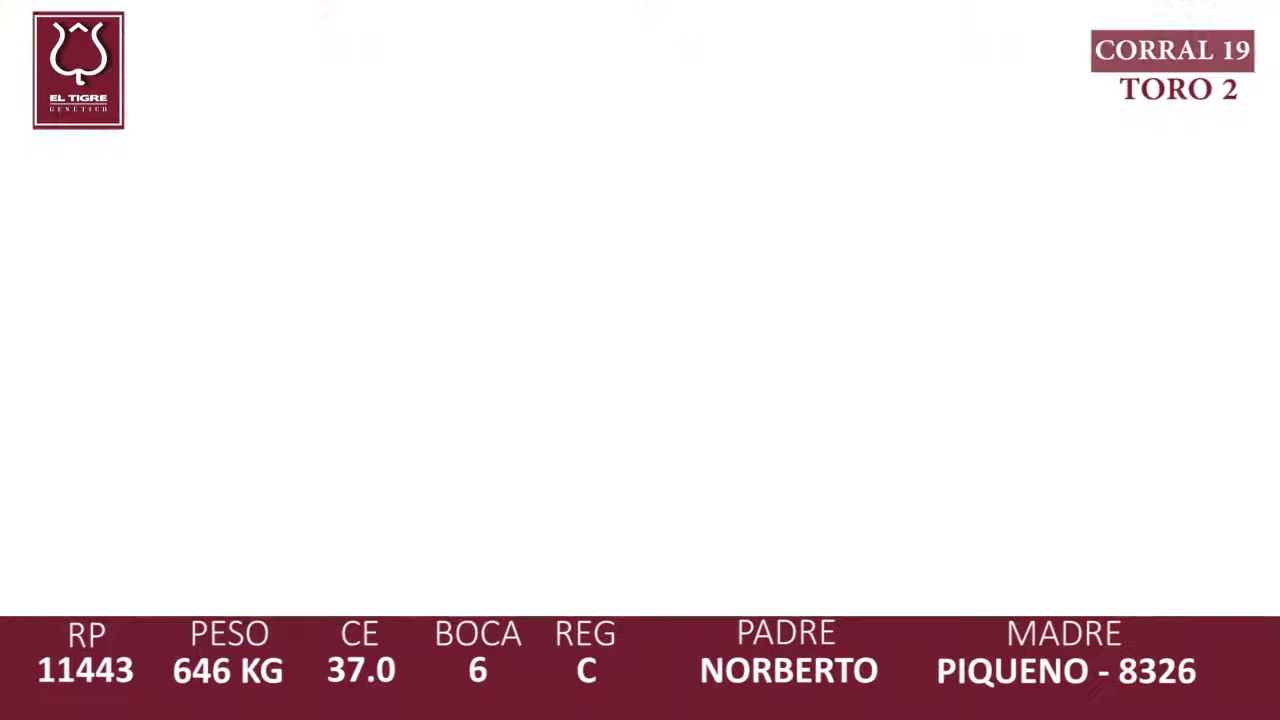 EL TIGRE
GENÉTICA
CORRAL 19
TORO 2
RP PESO CE BOCA REG PADRE MADRE
11443 646 KG 37.0 6 C NORBERTO PIQUENO - 8326